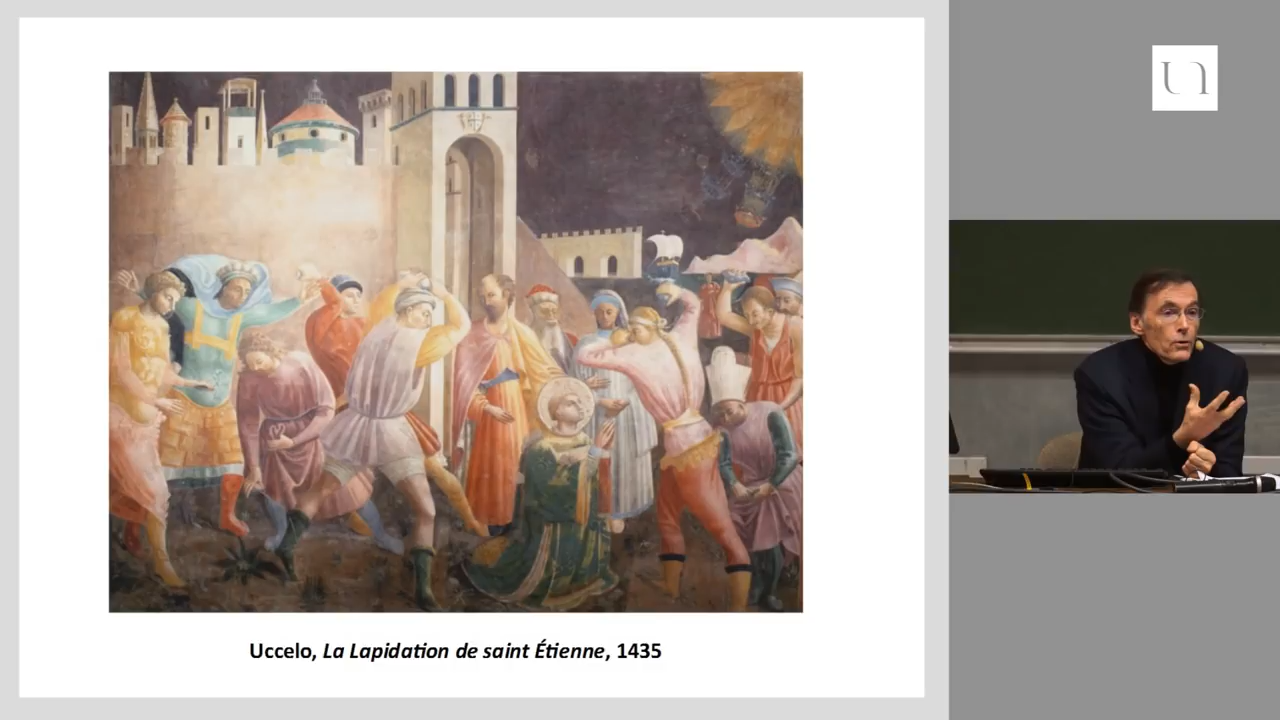 Uccelo, La Lapidation de saint Étienne, 1435